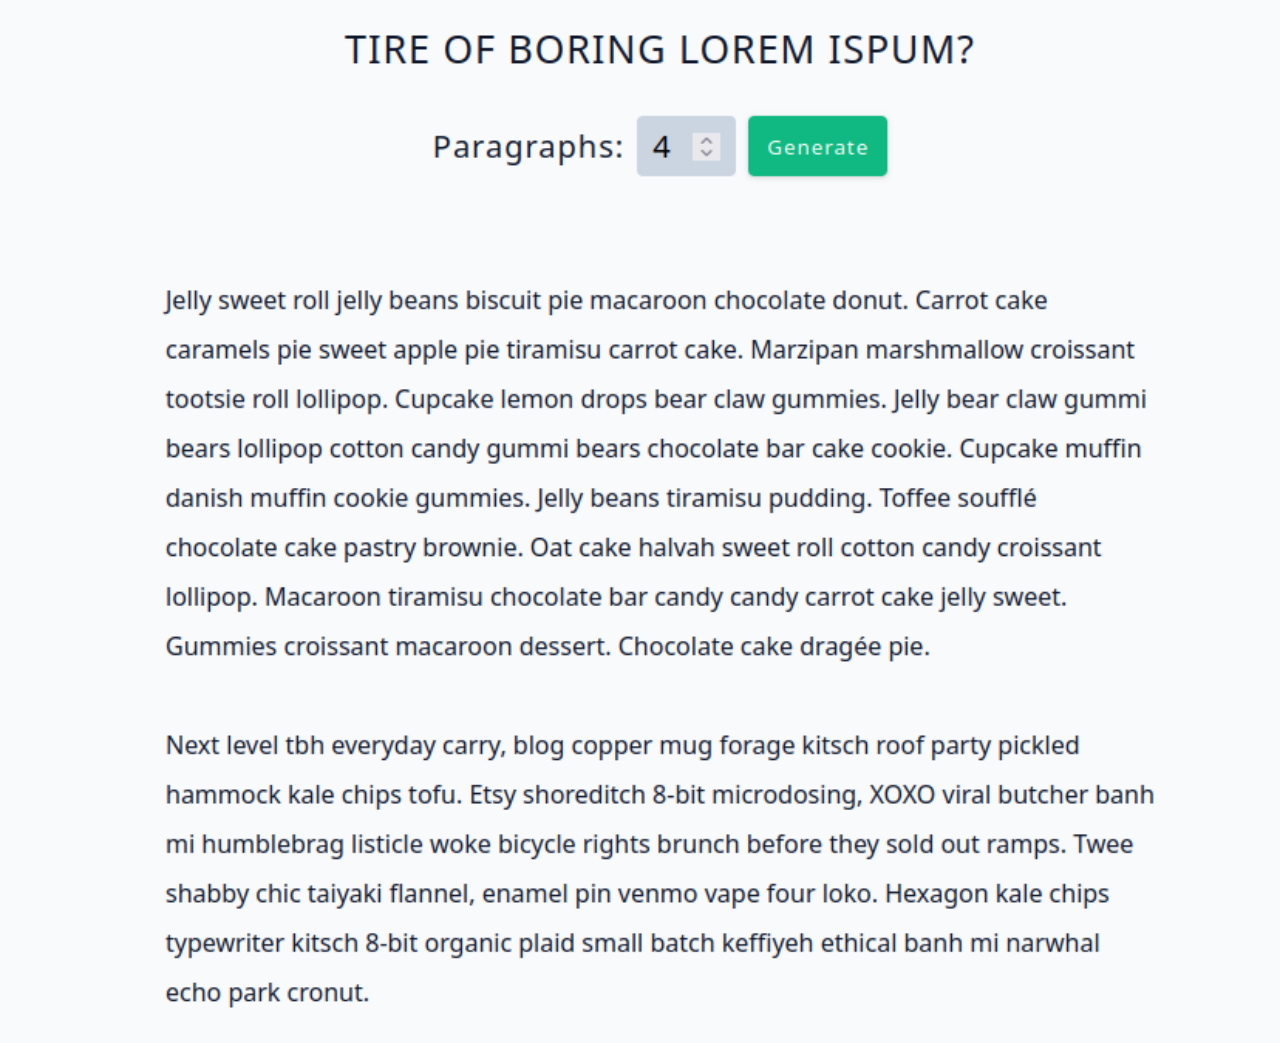 TIRE OF BORING LOREM ISPUM?
Paragraphs: 4 Generate
Jelly sweet roll jelly beans biscuit pie macaroon chocolate donut. Carrot cake
caramels pie sweet apple pie tiramisu carrot cake. Marzipan marshmallow croissant
tootsie roll lollipop. Cupcake lemon drops bear claw gummies. Jelly bear claw gummi
bears lollipop cotton candy gummi bears chocolate bar cake cookie. Cupcake muffin
danish muffin cookie gummies. Jelly beans tiramisu pudding. Toffee soufflé
chocolate cake pastry brownie. Oat cake halvah sweet roll cotton candy croissant
lollipop. Macaroon tiramisu chocolate bar candy candy carrot cake jelly sweet.
Gummies croissant macaroon dessert. Chocolate cake dragée pie.
Next level tbh everyday carry, blog copper mug forage kitsch roof party pickled
hammock kale chips tofu. Etsy shoreditch 8-bit microdosing, XOXO viral butcher banh
mi humblebrag listicle woke bicycle rights brunch before they sold out ramps. Twee
shabby chic taiyaki flannel, enamel pin venmo vape four loko. Hexagon kale chips
typewriter kitsch 8-bit organic plaid small batch keffiyeh ethical banh mi narwhal
echo park cronut.